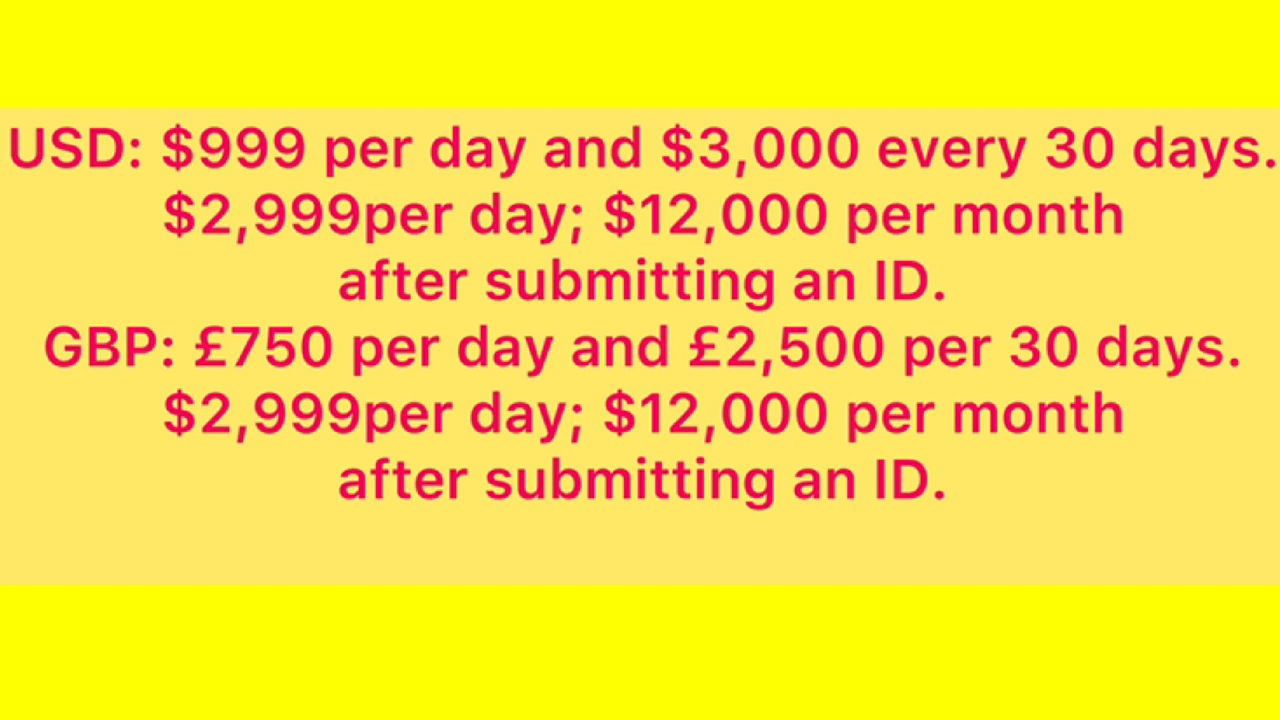 USD: $999 per day and $3,000 every 30 days.
$2,999per day; $12,000 per month
after submitting an ID.
GBP: £750 per day and £2,500 per 30 days.
$2,999per day; $12,000 per month
after submitting an ID.